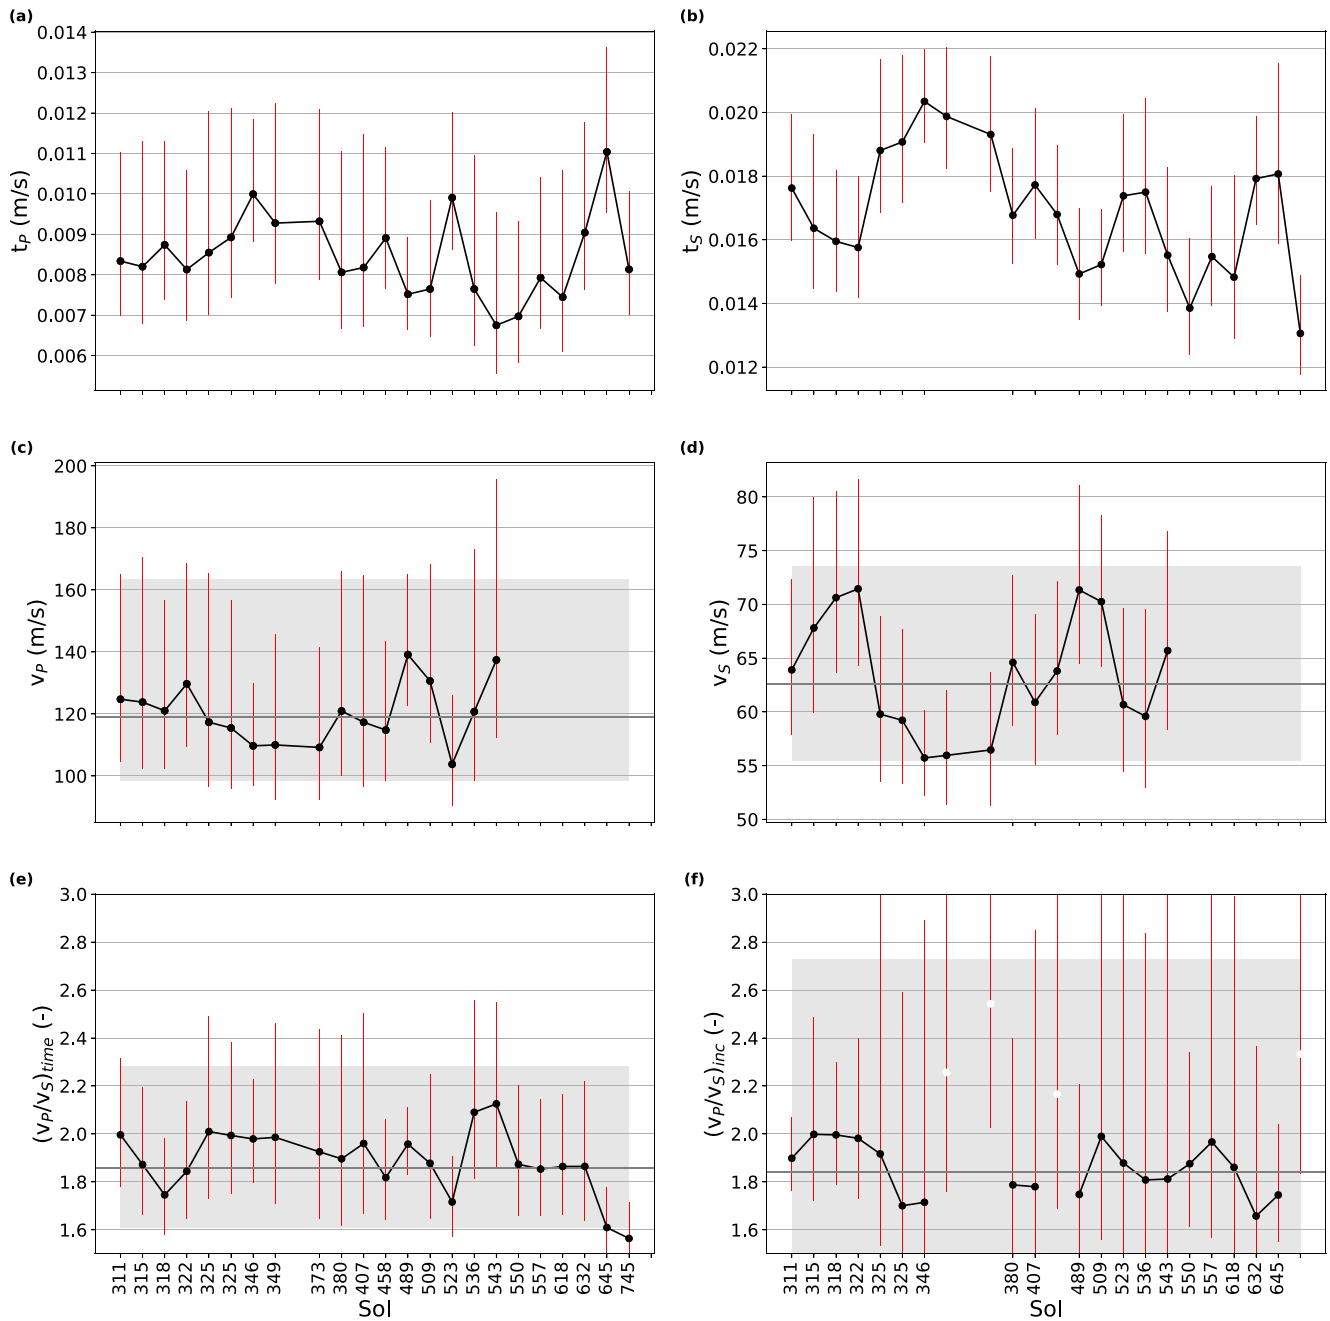 (a)
t_P (m/s)
0.014
0.013
0.012
0.011
0.010
0.009
0.008
0.007
0.006
(b)
t_S (m/s)
0.022
0.020
0.018
0.016
0.014
0.012
(c)
v_P (m/s)
200
180
160
140
120
100
(d)
v_S (m/s)
80
75
70
65
60
55
50
(e)
(v_P/v_S)_time (-)
3.0
2.8
2.6
2.4
2.2
2.0
1.8
1.6
311 315 318 322 325 325 346 349 373 380 407 458 489 509 523 536 543 550 557 618 632 645 745
Sol
(f)
(v_P/v_S)_inc (-)
3.0
2.8
2.6
2.4
2.2
2.0
1.8
1.6
311 315 318 322 325 325 346 380 407 489 509 523 536 543 550 557 618 632 645
Sol